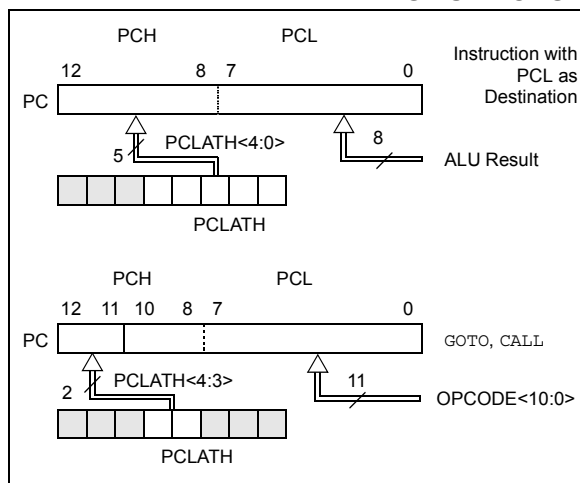 PCH PCL
12 8 7 0
Instruction with
PCL as
Destination
PC
PCLATH<4:0>
5
8
ALU Result
PCLATH
PCH PCL
12 11 10 8 7 0
PC
GOTO, CALL
PCLATH<4:3>
2
11
OPCODE<10:0>
PCLATH